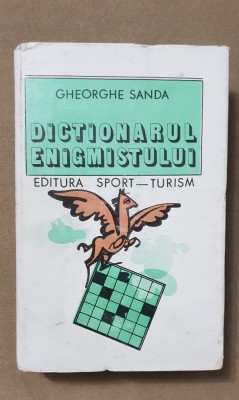 GHEORGHE SANDA
DICTIONARUL
ENIGMISTULUI
EDITURA SPORT—TURISM